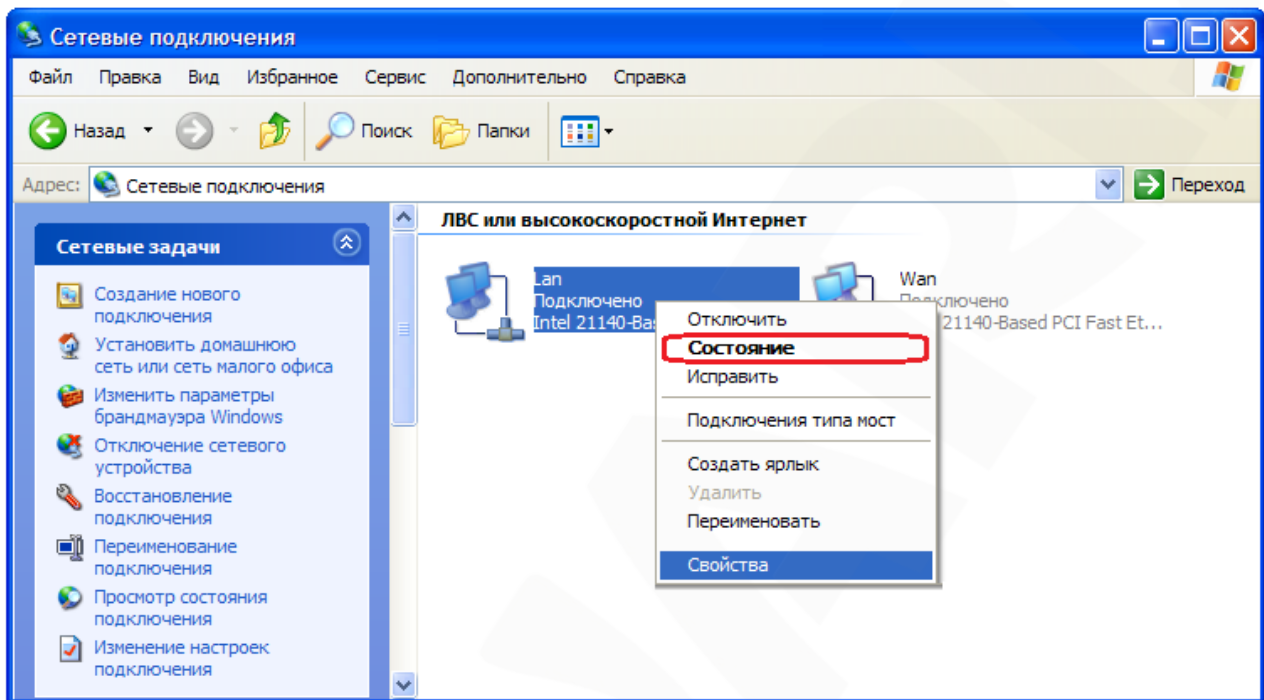 Сетевые подключения
Файл Правка Вид Избранное Сервис Дополнительно Справка
Назад Поиск Папки
Адрес: Сетевые подключения Переход
Сетевые задачи
Создание нового
подключения
Установить домашнюю
сеть или сеть малого офиса
Изменить параметры
брандмауэра Windows
Отключение сетевого
устройства
Восстановление
подключения
Переименование
подключения
Просмотр состояния
подключения
Изменение настроек
подключения
ЛВС или высокоскоростной Интернет
Lan
Подключено
Intel 21140-Ba
Wan
21140-Based PCI Fast Et...
Отключить
Состояние
Исправить
Подключения типа мост
Создать ярлык
Удалить
Переименовать
Свойства